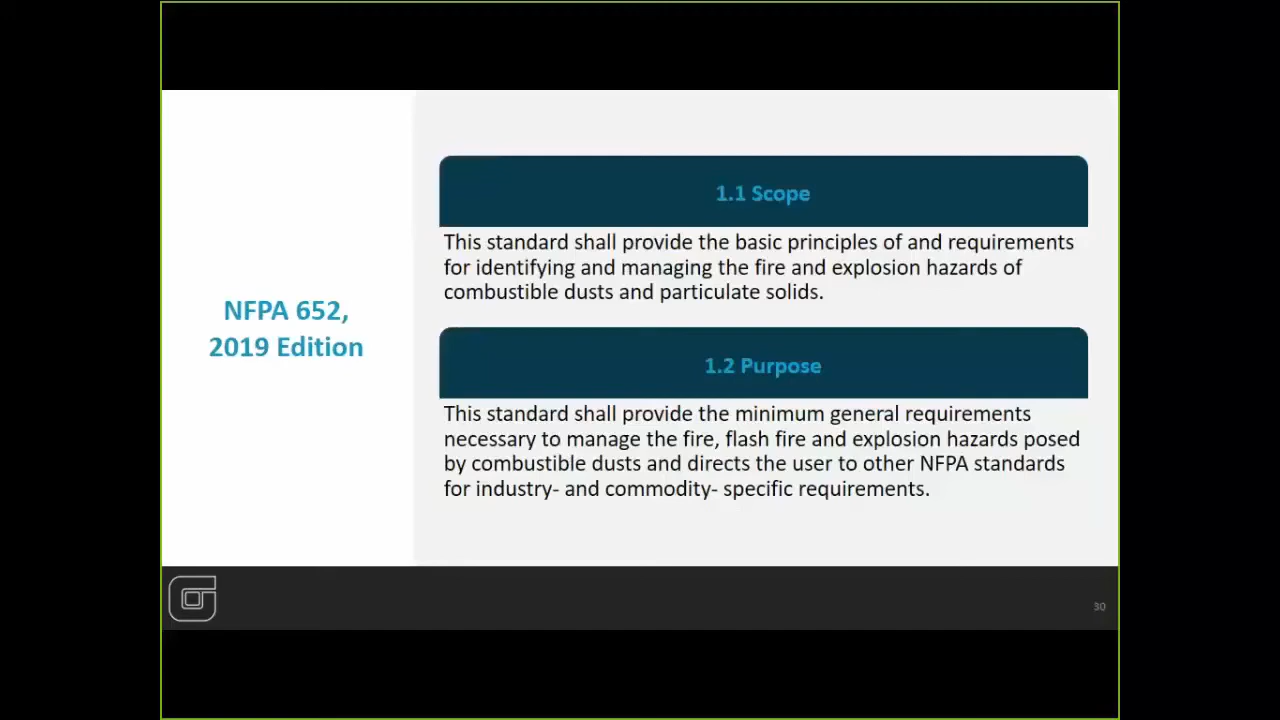 NFPA 652,
2019 Edition
1.1 Scope
This standard shall provide the basic principles of and requirements
for identifying and managing the fire and explosion hazards of
combustible dusts and particulate solids.
1.2 Purpose
This standard shall provide the minimum general requirements
necessary to manage the fire, flash fire and explosion hazards posed
by combustible dusts and directs the user to other NFPA standards
for industry- and commodity- specific requirements.
30